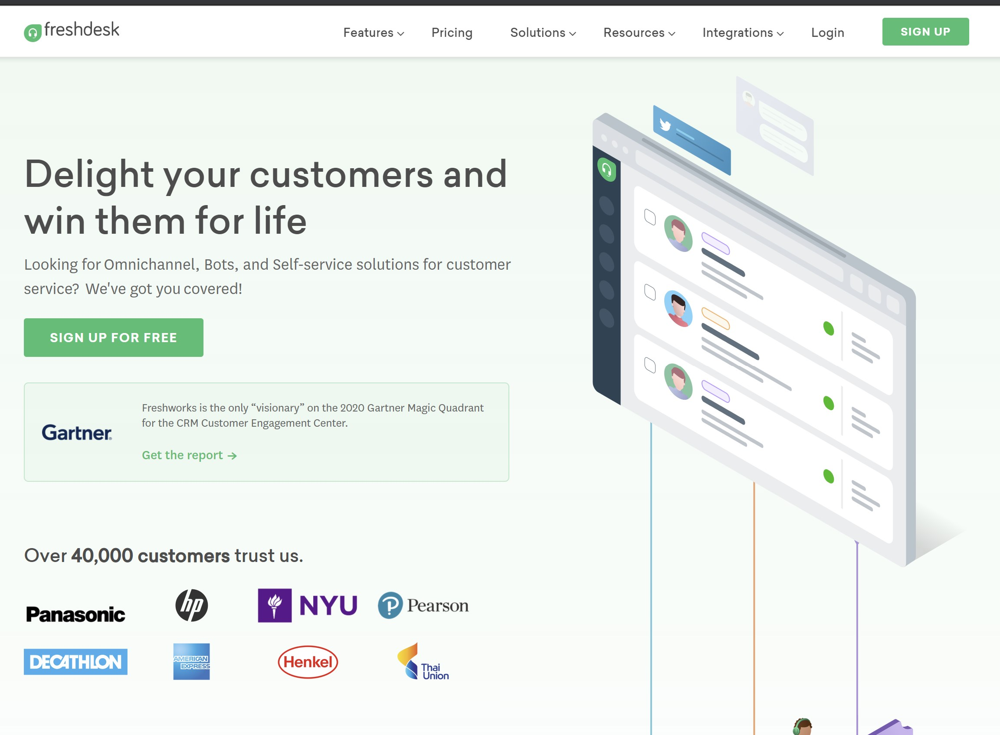 freshdesk
Features
Pricing
Solutions
Resources
Integrations
Login
SIGN UP
Delight your customers and
win them for life
Looking for Omnichannel, Bots, and Self-service solutions for customer
service? We've got you covered!
SIGN UP FOR FREE
Gartner®
Freshworks is the only “visionary” on the 2020 Gartner Magic Quadrant
for the CRM Customer Engagement Center.
Get the report →
Over 40,000 customers trust us.
Panasonic
hp
NYU
Pearson
DECATHLON
AMERICAN
EXPRESS
Henkel
Thai
Union